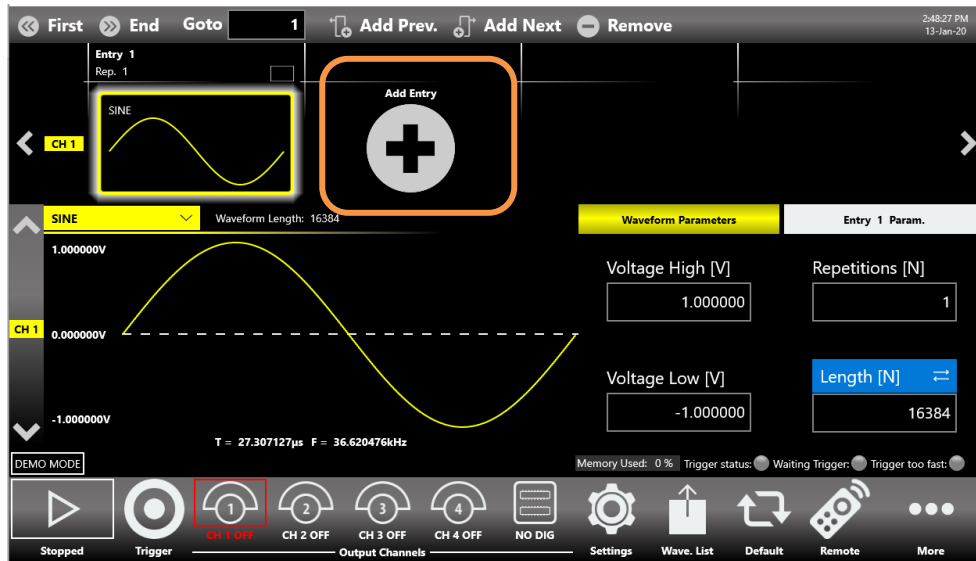 First End Goto 1 Add Prev. Add Next Remove
2:48:27 PM
13-Jan-20
Entry 1
Rep. 1
SINE
CH 1
Add Entry
SINE Waveform Length: 16384
Waveform Parameters Entry 1 Param.
1.000000V
0.000000V
-1.000000V
CH 1
T = 27.307127µs F = 36.620476kHz
Voltage High [V] Repetitions [N]
1.000000 1
Voltage Low [V] Length [N]
-1.000000 16384
DEMO MODE
Memory Used: 0 % Trigger status: Waiting Trigger: Trigger too fast:
1 2 3 4
CH 1 OFF CH 2 OFF CH 3 OFF CH 4 OFF NO DIG
Stopped Trigger Output Channels Settings Wave. List Default Remote More